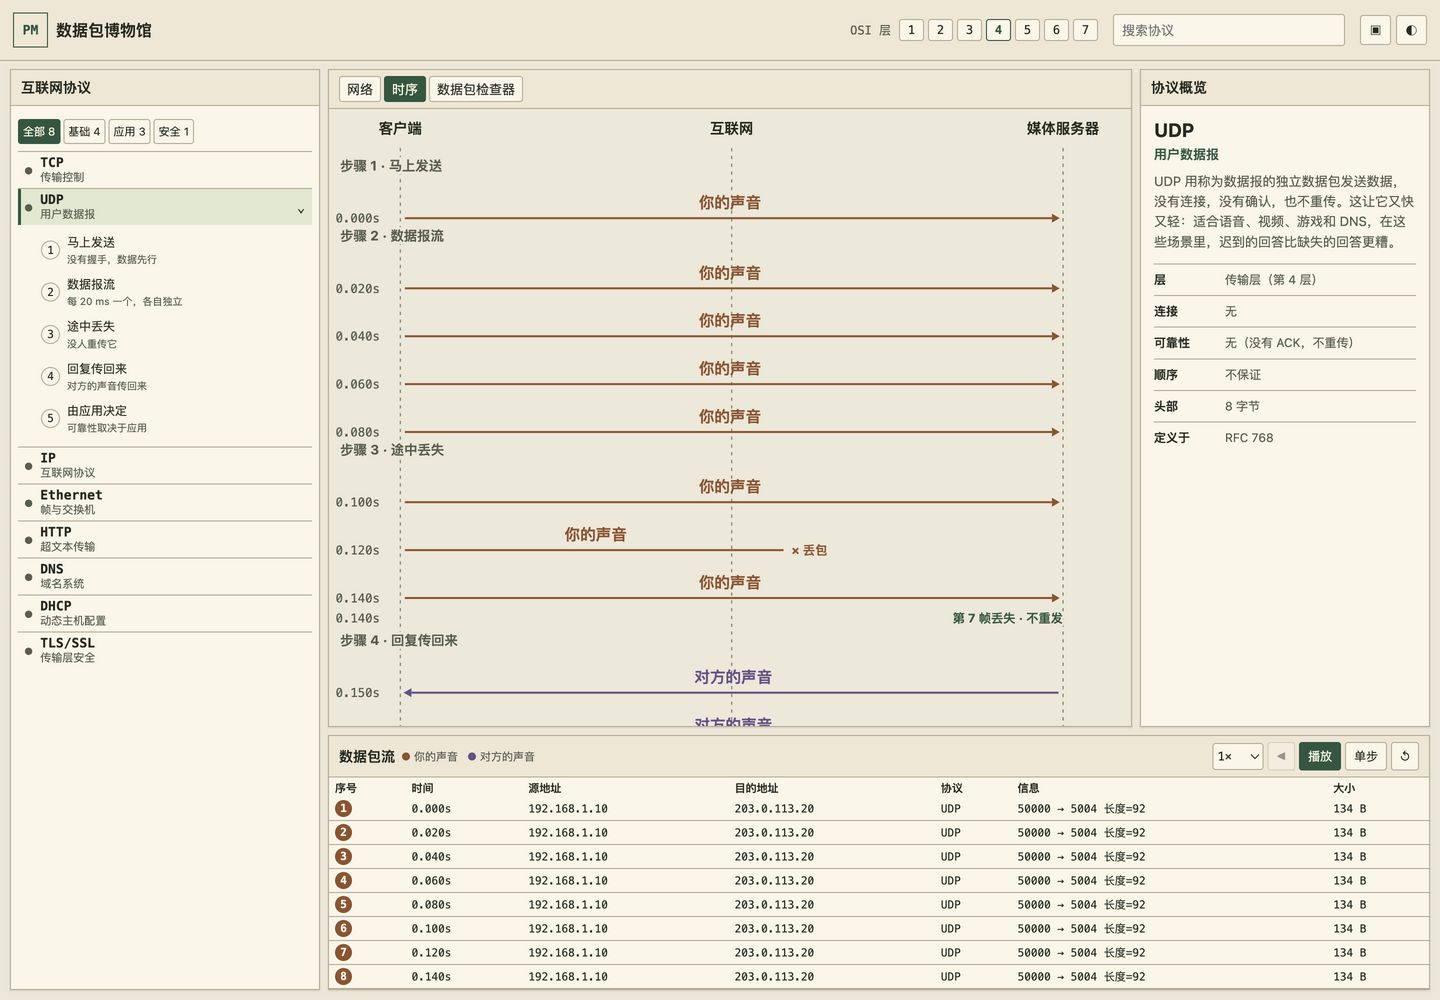 PM 数据包博物馆
OSI 层 1 2 3 4 5 6 7 搜索协议
互联网协议
全部 8 基础 4 应用 3 安全 1
TCP
传输控制
UDP
用户数据报
1 马上发送
没有握手，数据先行
2 数据报流
每 20 ms 一个，各自独立
3 途中丢失
没人重传它
4 回复传回来
对方的声音传回来
5 由应用决定
可靠性取决于应用
IP
互联网协议
Ethernet
帧与交换机
HTTP
超文本传输
DNS
域名系统
DHCP
动态主机配置
TLS/SSL
传输层安全
网络 时序 数据包检查器
客户端 互联网 媒体服务器
步骤 1 · 马上发送
你的声音
0.000s
步骤 2 · 数据报流
你的声音
0.020s
你的声音
0.040s
你的声音
0.060s
你的声音
0.080s
步骤 3 · 途中丢失
你的声音
0.100s
你的声音
0.120s × 丢包
你的声音
0.140s
0.140s 第 7 帧丢失 · 不重发
步骤 4 · 回复传回来
对方的声音
0.150s
对方的声音
协议概览
UDP
用户数据报
UDP 用称为数据报的独立数据包发送数据，
没有连接，没有确认，也不重传。这让它又快
又轻：适合语音、视频、游戏和 DNS，在这
些场景里，迟到的回答比缺失的回答更糟。
层 传输层（第 4 层）
连接 无
可靠性 无（没有 ACK，不重传）
顺序 不保证
头部 8 字节
定义于 RFC 768
数据包流 你的声音 对方的声音 1× 播放 单步
序号 时间 源地址 目的地址 协议 信息 大小
1 0.000s 192.168.1.10 203.0.113.20 UDP 50000 → 5004 长度=92 134 B
2 0.020s 192.168.1.10 203.0.113.20 UDP 50000 → 5004 长度=92 134 B
3 0.040s 192.168.1.10 203.0.113.20 UDP 50000 → 5004 长度=92 134 B
4 0.060s 192.168.1.10 203.0.113.20 UDP 50000 → 5004 长度=92 134 B
5 0.080s 192.168.1.10 203.0.113.20 UDP 50000 → 5004 长度=92 134 B
6 0.100s 192.168.1.10 203.0.113.20 UDP 50000 → 5004 长度=92 134 B
7 0.120s 192.168.1.10 203.0.113.20 UDP 50000 → 5004 长度=92 134 B
8 0.140s 192.168.1.10 203.0.113.20 UDP 50000 → 5004 长度=92 134 B